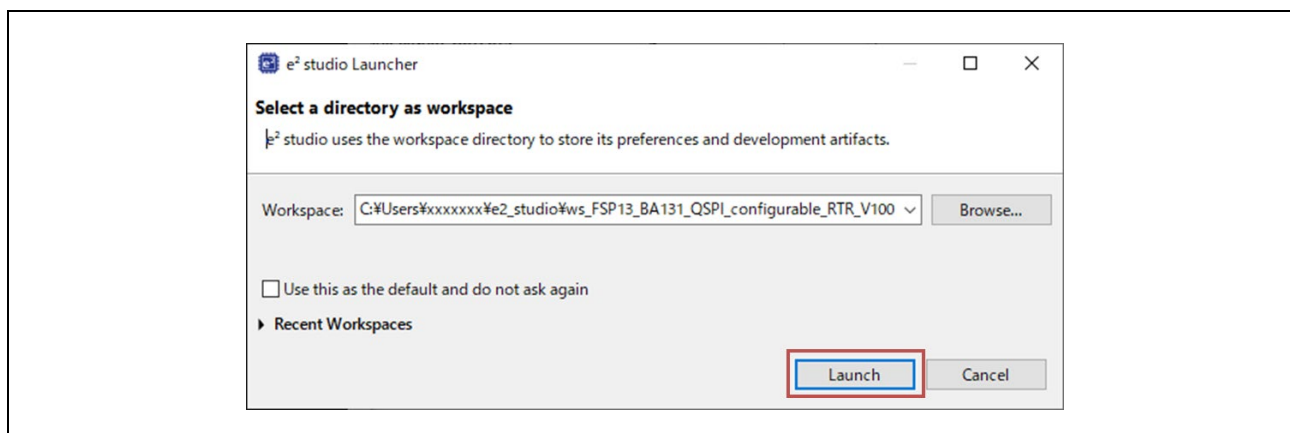 e² studio Launcher
Select a directory as workspace
e² studio uses the workspace directory to store its preferences and development artifacts.
Workspace: C:¥Users¥xxxxxxx¥e2_studio¥ws_FSP13_BA131_QSPI_configurable_RTR_V100 Browse...
Use this as the default and do not ask again
Recent Workspaces
Launch Cancel